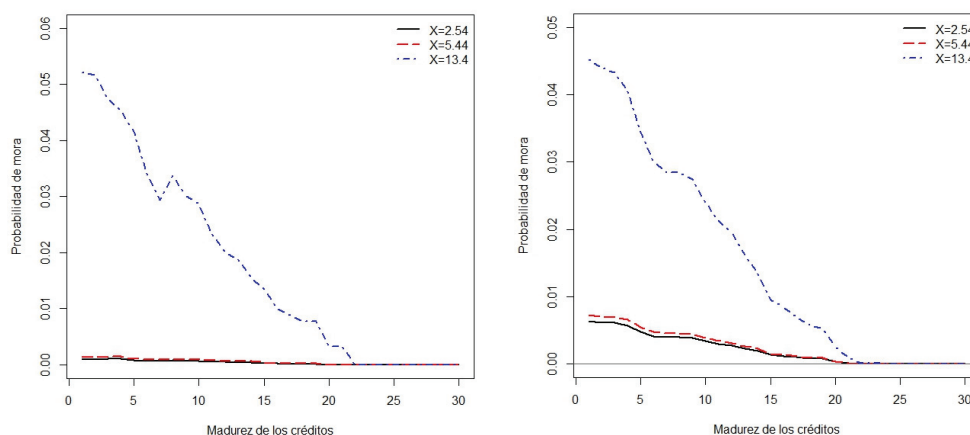 0.06
0.05
0.04
0.03
0.02
0.01
0.00
Probabilidad de mora
X=2.54
X=5.44
X=13.4
0 5 10 15 20 25 30
Madurez de los créditos
0.05
0.04
0.03
0.02
0.01
0.00
Probabilidad de mora
X=2.54
X=5.44
X=13.4
0 5 10 15 20 25 30
Madurez de los créditos